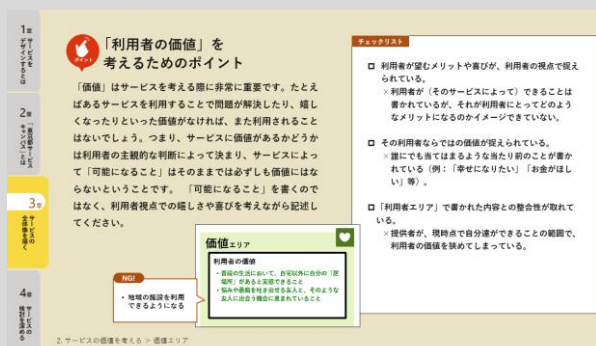 1章
サービスを
デザインするとは
2章
「東京都サービス
キャンバス」とは
3章
サービスの
全体像を描く
4章
サービスの
検討を深める
ポイント
「利用者の価値」を
考えるためのポイント
「価値」はサービスを考える際に非常に重要です。たとえ
ばあるサービスを利用することで問題が解決したり、嬉し
くなったりといった価値がなければ、また利用されること
はないでしょう。つまり、サービスに価値があるかどうか
は利用者の主観的な判断によって決まり、サービスによっ
て「可能になること」はそのままでは必ずしも価値にはな
らないということです。「可能になること」を書くので
はなく、利用者視点での嬉しさや喜びを考えながら記述し
てください。
価値エリア
利用者の価値
・普段の生活において、自宅以外に自分の「居
場所」があると実感できること
・悩みや愚痴を吐き出せる友人と、そのような
友人に出会う機会に恵まれていること
NG!
・地域の施設を利用
できるようになる
チェックリスト
□ 利用者が望むメリットや喜びが、利用者の視点で捉え
られている。
×利用者が（そのサービスによって）できることは
書かれているが、それが利用者にとってどのよう
なメリットになるのかイメージできていない。
□ その利用者ならではの価値が捉えられている。
×誰にでも当てはまるような当たり前のことが書か
れている（例：「幸せになりたい」「お金がほ
しい」等）。
□ 「利用者エリア」で書かれた内容との整合性が取れて
いる。
×提供者が、現時点で自分達ができることの範囲で、
利用者の価値を狭めてしまっている。
2. サービスの価値を考える > 価値エリア